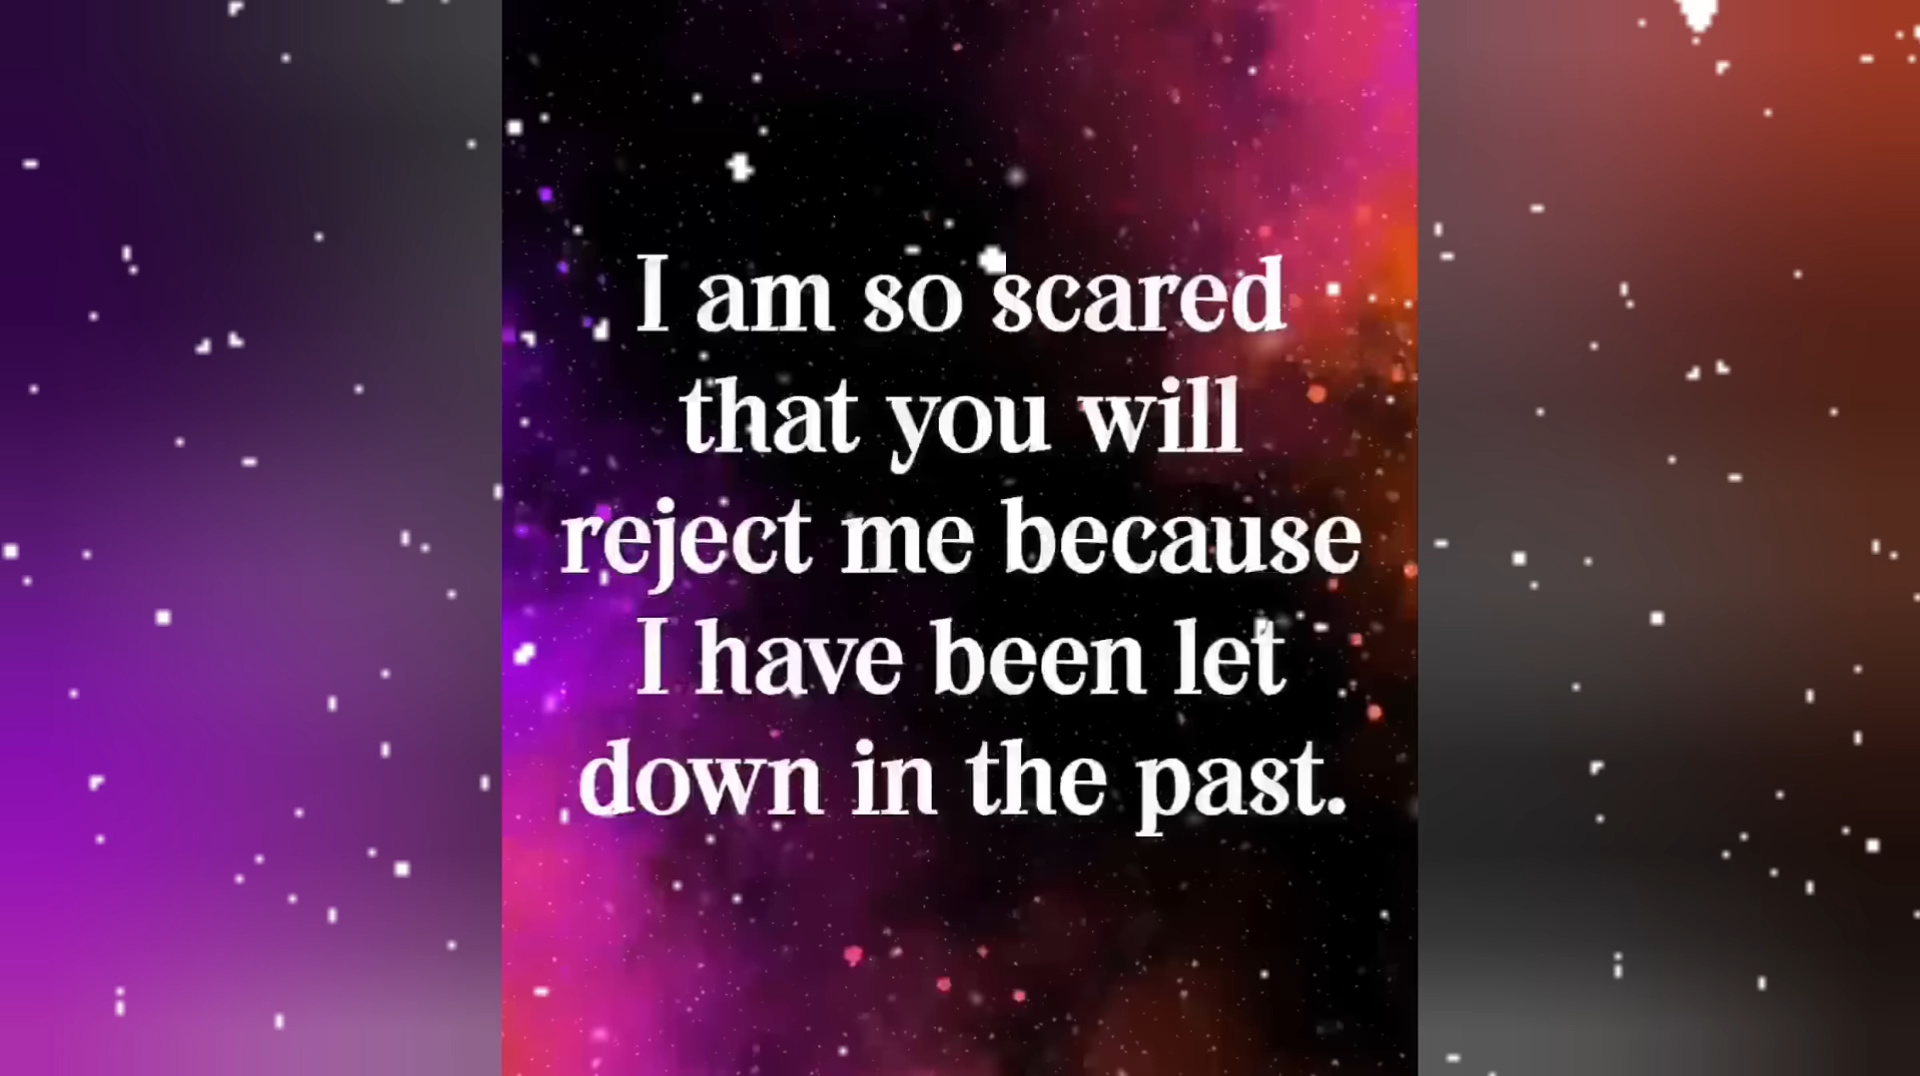 I am so scared
that you will
reject me because
I have been let
down in the past.